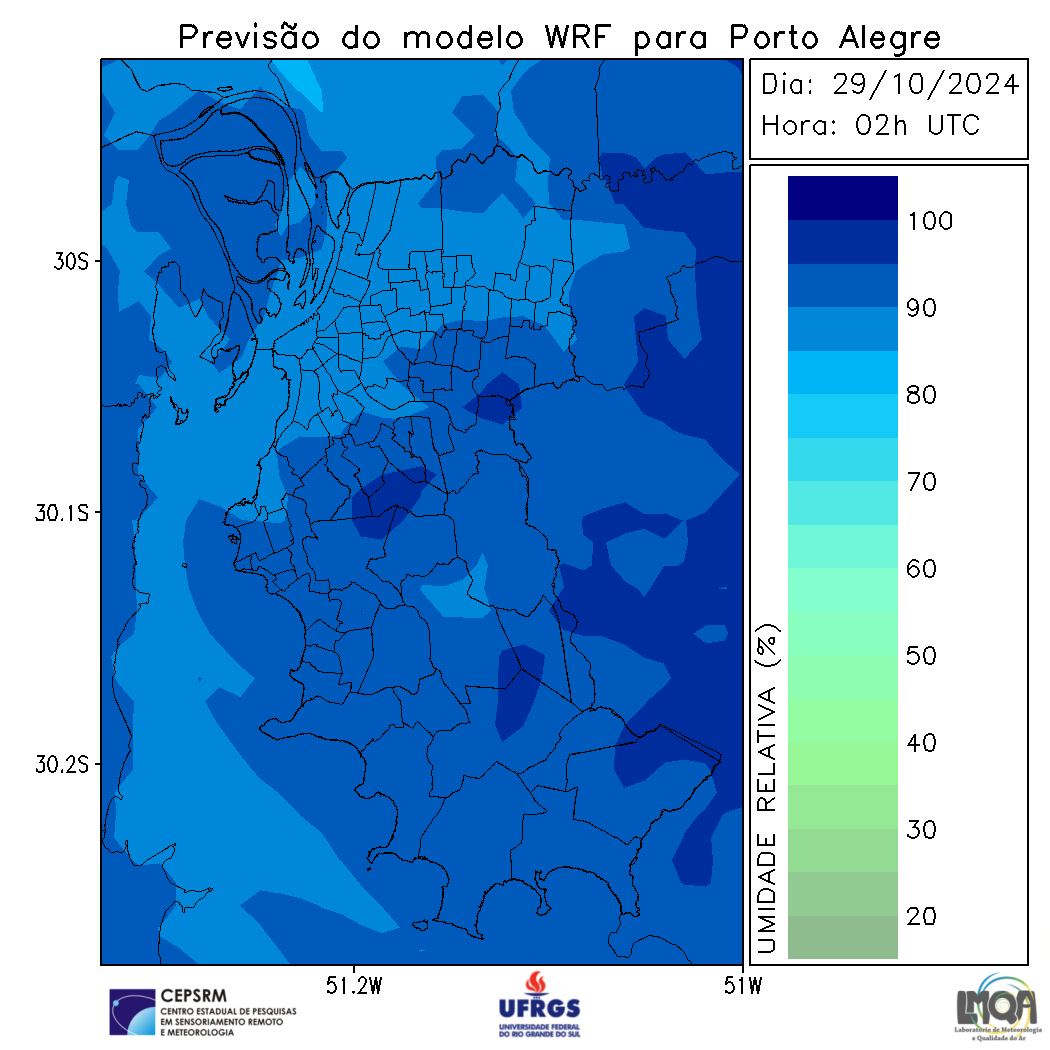 Previsão do modelo WRF para Porto Alegre
Dia: 29/10/2024
Hora: 02h UTC
30S
30.1S
30.2S
51.2W
51W
UMIDADE RELATIVA (%)
100
90
80
70
60
50
40
30
20
CEPSRM
CENTRO ESTADUAL DE PESQUISAS
EM SENSORIAMENTO REMOTO
E METEOROLOGIA
UFRGS
UNIVERSIDADE FEDERAL
DO RIO GRANDE DO SUL
LMQA
Laboratório de Meteorologia
e Qualidade do Ar